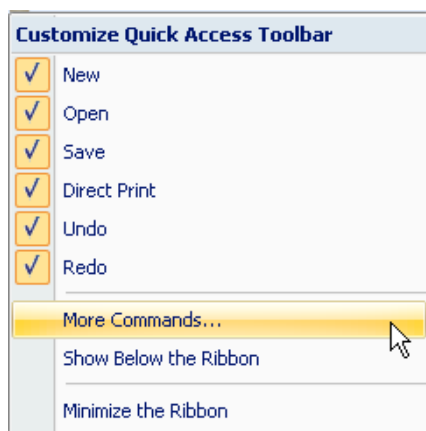 Customize Quick Access Toolbar
New
Open
Save
Direct Print
Undo
Redo
More Commands...
Show Below the Ribbon
Minimize the Ribbon